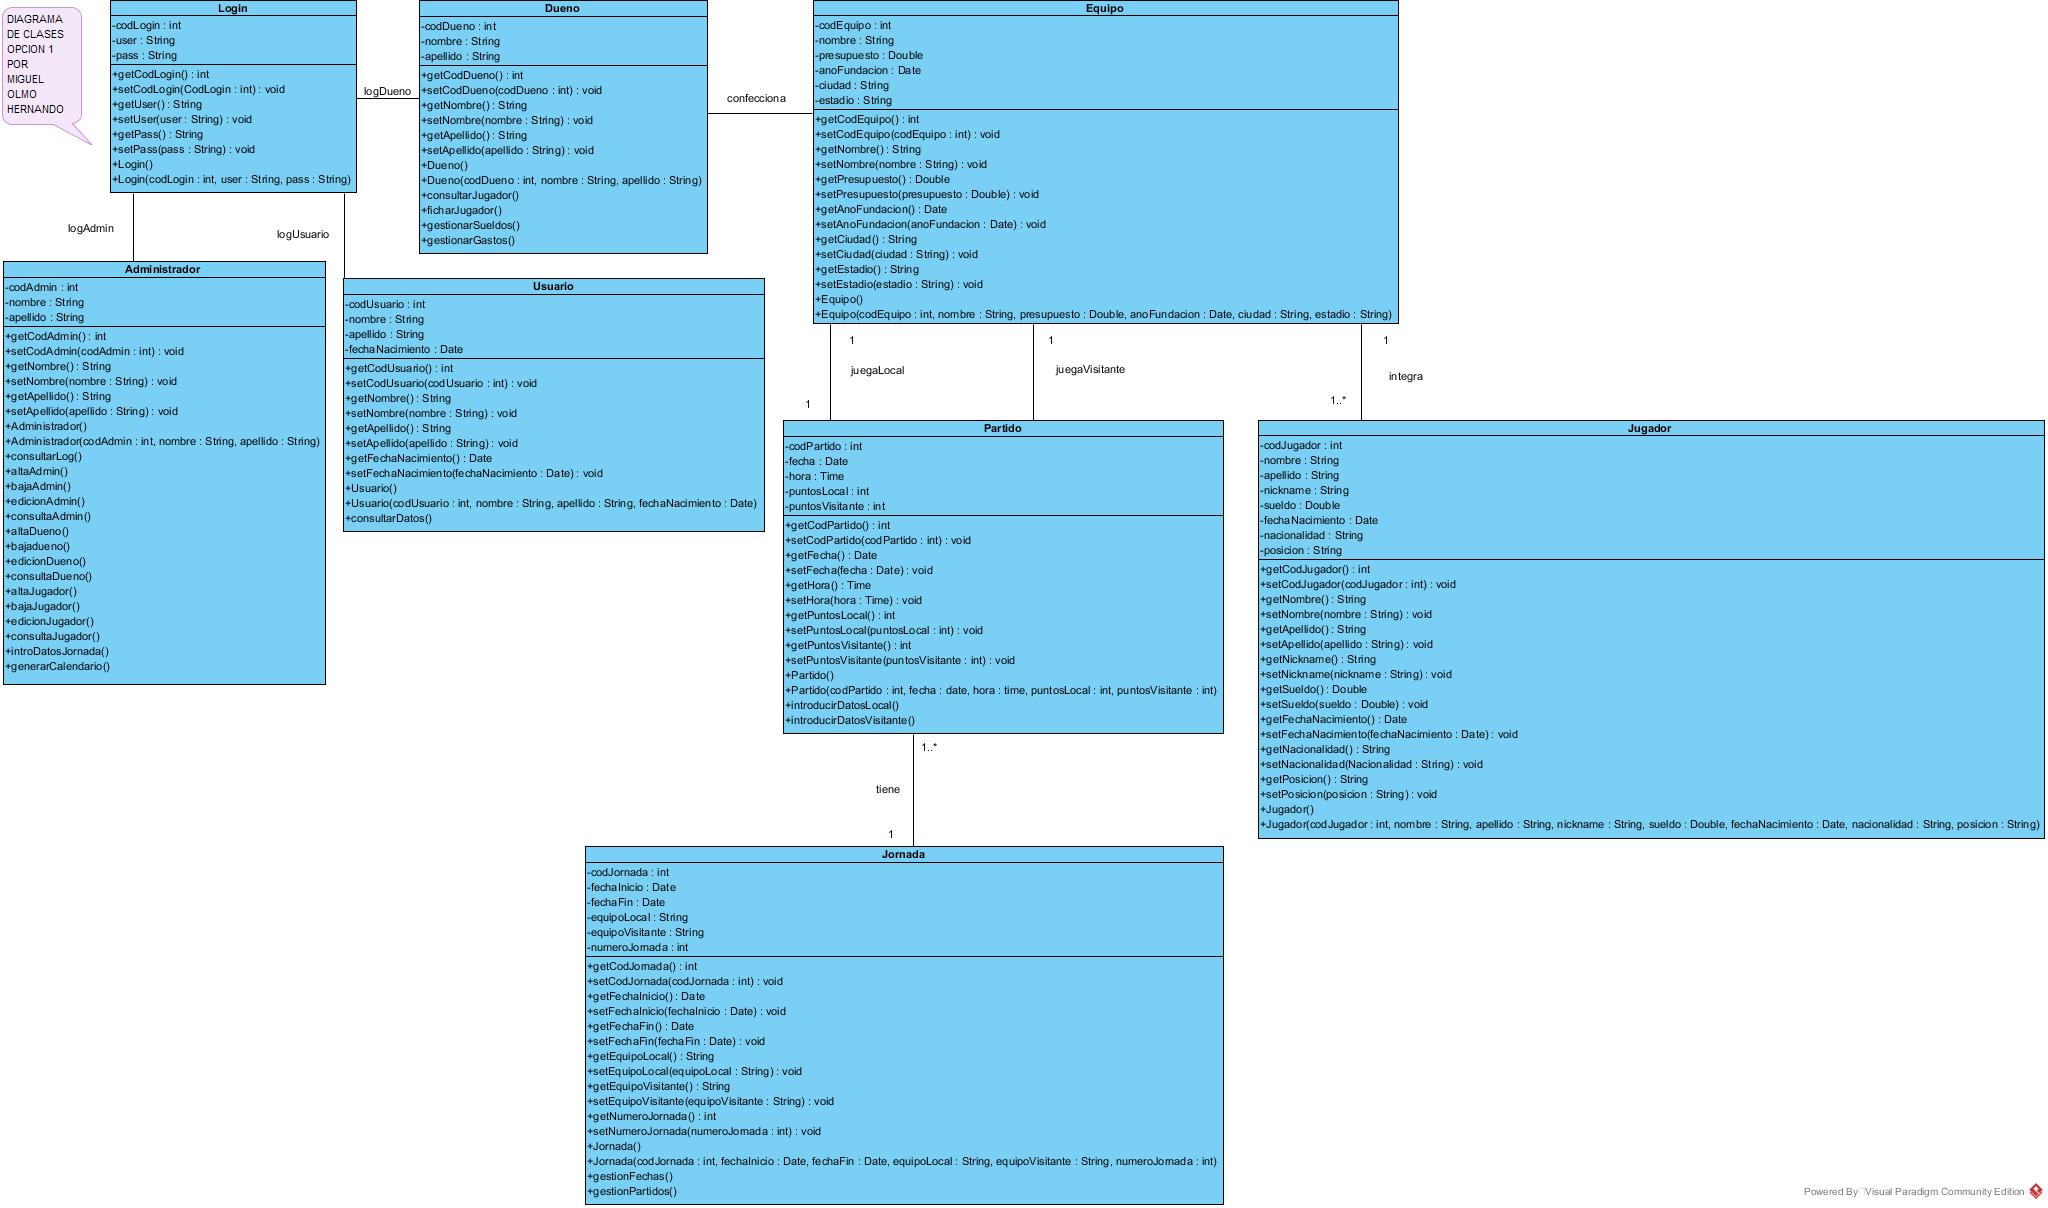 DIAGRAMA
DE CLASES
OPCION 1
POR
MIGUEL
OLMO
HERNANDO
Login
-codLogin : int
-user : String
-pass : String
+getCodLogin() : int
+setCodLogin(CodLogin : int) : void
+getUser() : String
+setUser(user : String) : void
+getPass() : String
+setPass(pass : String) : void
+Login()
+Login(codLogin : int, user : String, pass : String)
logDueno
Dueno
-codDueno : int
-nombre : String
-apellido : String
+getCodDueno() : int
+setCodDueno(codDueno : int) : void
+getNombre() : String
+setNombre(nombre : String) : void
+getApellido() : String
+setApellido(apellido : String) : void
+Dueno()
+Dueno(codDueno : int, nombre : String, apellido : String)
+consultarJugador()
+ficharJugador()
+gestionarSueldos()
+gestionarGastos()
confecciona
Equipo
-codEquipo : int
-nombre : String
-presupuesto : Double
-anoFundacion : Date
-ciudad : String
-estadio : String
+getCodEquipo() : int
+setCodEquipo(codEquipo : int) : void
+getNombre() : String
+setNombre(nombre : String) : void
+getPresupuesto() : Double
+setPresupuesto(presupuesto : Double) : void
+getAnoFundacion() : Date
+setAnoFundacion(anoFundacion : Date) : void
+getCiudad() : String
+setCiudad(ciudad : String) : void
+getEstadio() : String
+setEstadio(estadio : String) : void
+Equipo()
+Equipo(codEquipo : int, nombre : String, presupuesto : Double, anoFundacion : Date, ciudad : String, estadio : String)
logAdmin
logUsuario
Administrador
-codAdmin : int
-nombre : String
-apellido : String
+getCodAdmin() : int
+setCodAdmin(codAdmin : int) : void
+getNombre() : String
+setNombre(nombre : String) : void
+getApellido() : String
+setApellido(apellido : String) : void
+Administrador()
+Administrador(codAdmin : int, nombre : String, apellido : String)
+consultarLog()
+altaAdmin()
+bajaAdmin()
+edicionAdmin()
+consultaAdmin()
+altaDueno()
+bajadueno()
+edicionDueno()
+consultaDueno()
+altaJugador()
+bajaJugador()
+edicionJugador()
+consultaJugador()
+introDatosJornada()
+generarCalendario()
Usuario
-codUsuario : int
-nombre : String
-apellido : String
-fechaNacimiento : Date
+getCodUsuario() : int
+setCodUsuario(codUsuario : int) : void
+getNombre() : String
+setNombre(nombre : String) : void
+getApellido() : String
+setApellido(apellido : String) : void
+getFechaNacimiento() : Date
+setFechaNacimiento(fechaNacimiento : Date) : void
+Usuario()
+Usuario(codUsuario : int, nombre : String, apellido : String, fechaNacimiento : Date)
+consultarDatos()
1
juegaLocal
1
1
juegaVisitante
1
integra
1..*
Partido
-codPartido : int
-fecha : Date
-hora : Time
-puntosLocal : int
-puntosVisitante : int
+getCodPartido() : int
+setCodPartido(codPartido : int) : void
+getFecha() : Date
+setFecha(fecha : Date) : void
+getHora() : Time
+setHora(hora : Time) : void
+getPuntosLocal() : int
+setPuntosLocal(puntosLocal : int) : void
+getPuntosVisitante() : int
+setPuntosVisitante(puntosVisitante : int) : void
+Partido()
+Partido(codPartido : int, fecha : date, hora : time, puntosLocal : int, puntosVisitante : int)
+introducirDatosLocal()
+introducirDatosVisitante()
Jugador
-codJugador : int
-nombre : String
-apellido : String
-nickname : String
-sueldo : Double
-fechaNacimiento : Date
-nacionalidad : String
-posicion : String
+getCodJugador() : int
+setCodJugador(codJugador : int) : void
+getNombre() : String
+setNombre(nombre : String) : void
+getApellido() : String
+setApellido(apellido : String) : void
+getNickname() : String
+setNickname(nickname : String) : void
+getSueldo() : Double
+setSueldo(sueldo : Double) : void
+getFechaNacimiento() : Date
+setFechaNacimiento(fechaNacimiento : Date) : void
+getNacionalidad() : String
+setNacionalidad(Nacionalidad : String) : void
+getPosicion() : String
+setPosicion(posicion : String) : void
+Jugador()
+Jugador(codJugador : int, nombre : String, apellido : String, nickname : String, sueldo : Double, fechaNacimiento : Date, nacionalidad : String, posicion : String)
1..*
tiene
1
Jornada
-codJornada : int
-fechaInicio : Date
-fechaFin : Date
-equipoLocal : String
-equipoVisitante : String
-numeroJornada : int
+getCodJornada() : int
+setCodJornada(codJornada : int) : void
+getFechaInicio() : Date
+setFechaInicio(fechaInicio : Date) : void
+getFechaFin() : Date
+setFechaFin(fechaFin : Date) : void
+getEquipoLocal() : String
+setEquipoLocal(equipoLocal : String) : void
+getEquipoVisitante() : String
+setEquipoVisitante(equipoVisitante : String) : void
+getNumeroJornada() : int
+setNumeroJornada(numeroJornada : int) : void
+Jornada()
+Jornada(codJornada : int, fechaInicio : Date, fechaFin : Date, equipoLocal : String, equipoVisitante : String, numeroJornada : int)
+gestionFechas()
+gestionPartidos()
Powered By Visual Paradigm Community Edition